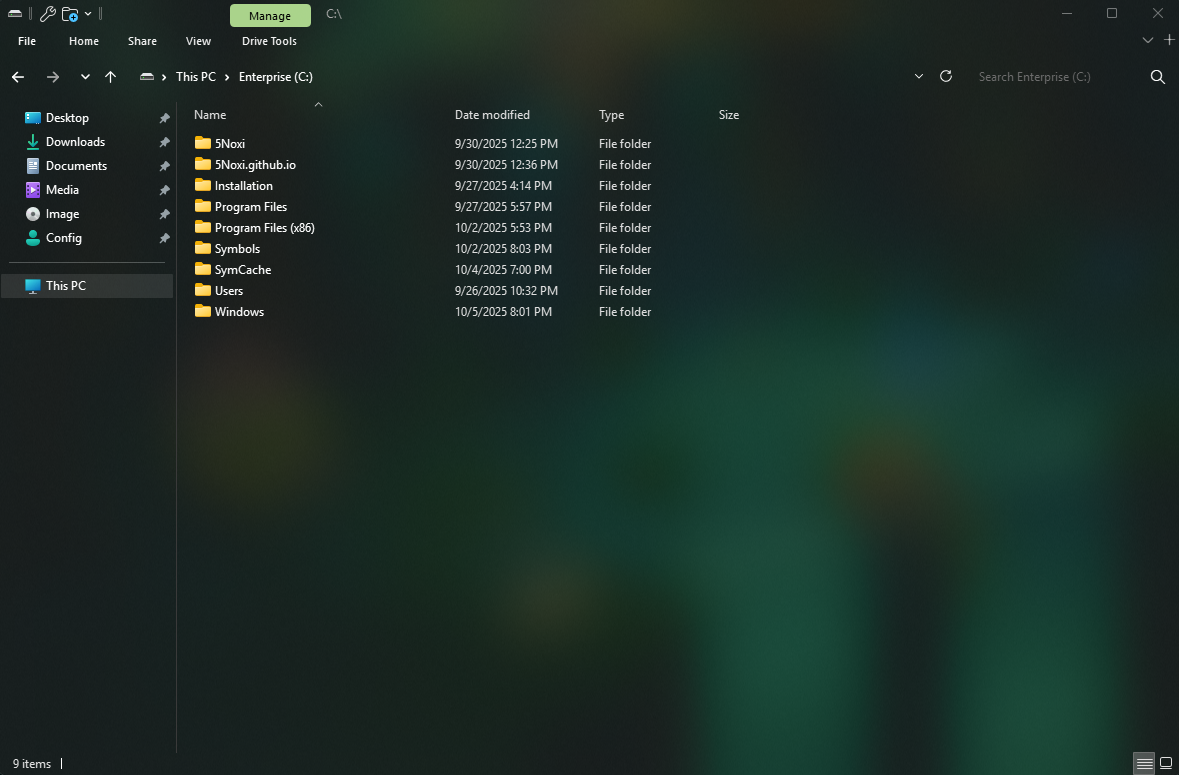 Manage C:\
File Home Share View Drive Tools
This PC Enterprise (C:) Search Enterprise (C:)
Desktop
Downloads
Documents
Media
Image
Config
This PC
Name Date modified Type Size
5Noxi 9/30/2025 12:25 PM File folder
5Noxi.github.io 9/30/2025 12:36 PM File folder
Installation 9/27/2025 4:14 PM File folder
Program Files 9/27/2025 5:57 PM File folder
Program Files (x86) 10/2/2025 5:53 PM File folder
Symbols 10/2/2025 8:03 PM File folder
SymCache 10/4/2025 7:00 PM File folder
Users 9/26/2025 10:32 PM File folder
Windows 10/5/2025 8:01 PM File folder
9 items